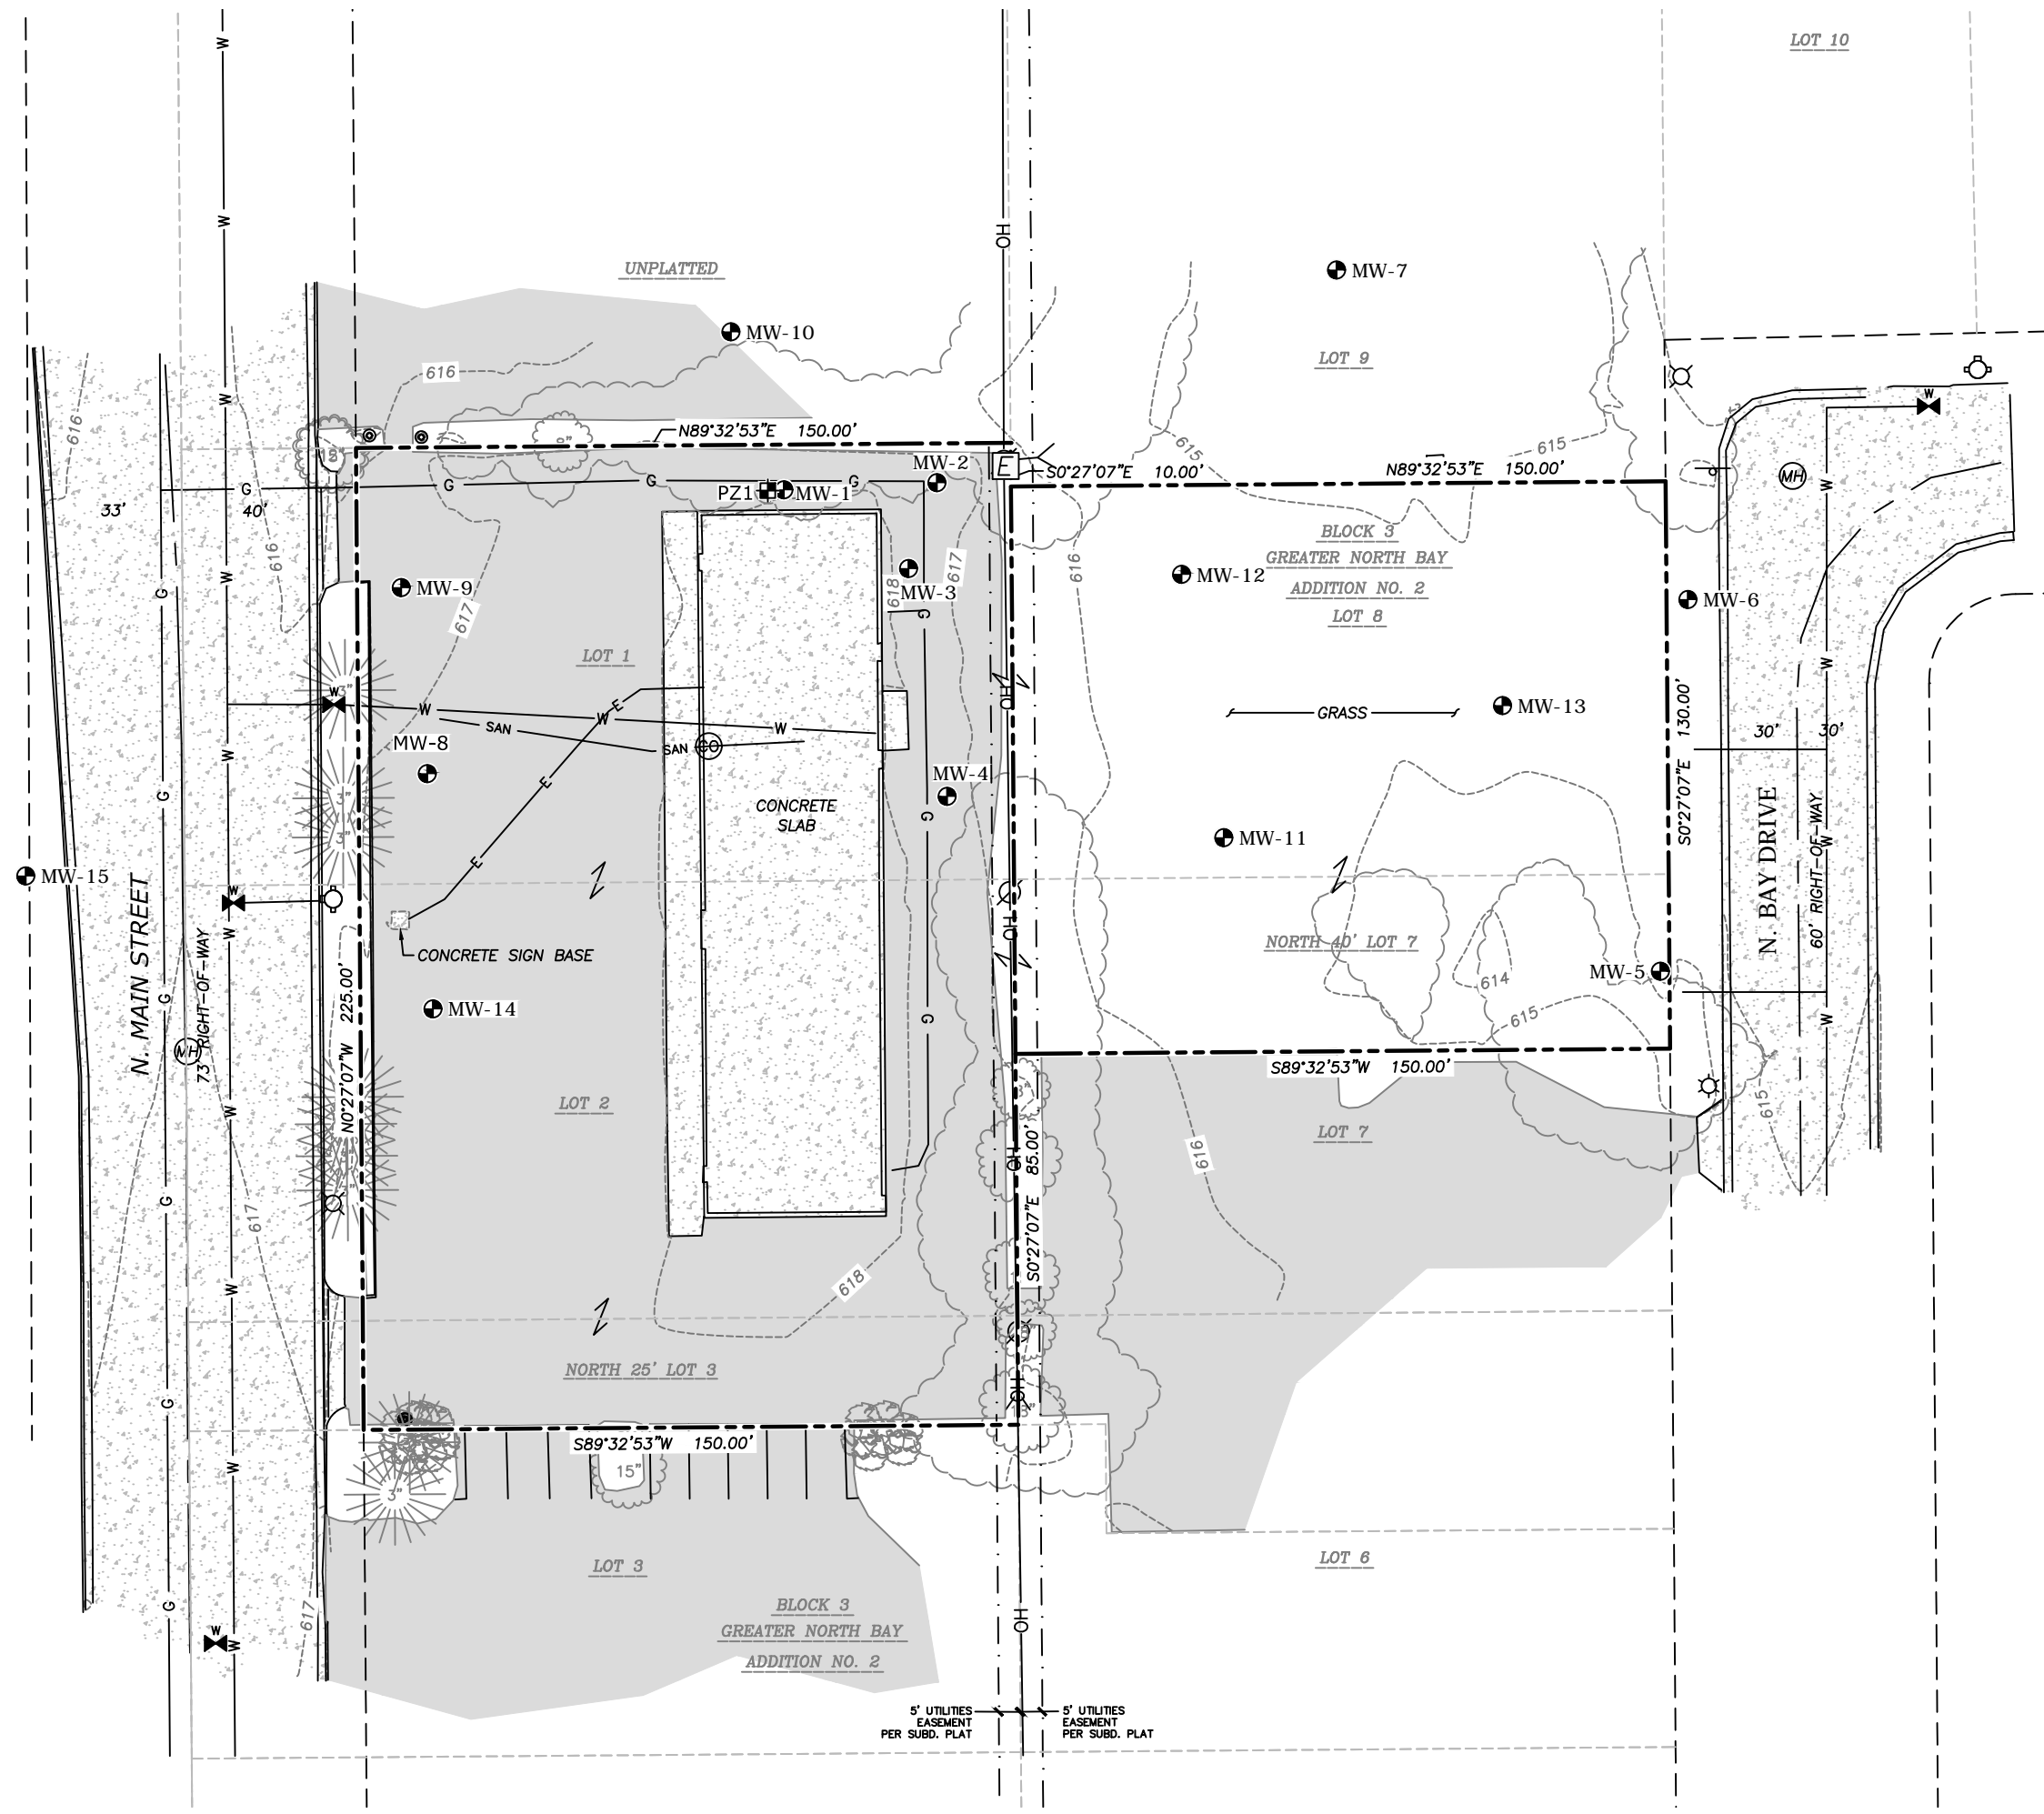 LOT 10
UNPLATTED
MW-7
MW-10
LOT 9
616
616
N89°32'53"E 150.00'
615
615
MW-2
E
S0°27'07"E 10.00'
N89°32'53"E 150.00'
PZ1
MW-1
MH
33'
40'
BLOCK 3
GREATER NORTH BAY
ADDITION NO. 2
LOT 8
616
617
618
616
MW-12
MW-3
MW-9
MW-6
617
LOT 1
3"
MW-13
GRASS
30'
30'
S0°27'07"E 130.00'
W
SAN
SAN
CO
W
E
MW-8
MW-4
CONCRETE
SLAB
3"
3"
MW-11
MW-15
N. MAIN STREET
73' RIGHT-OF-WAY
N. BAY DRIVE
60' RIGHT-OF-WAY
CONCRETE SIGN BASE
NORTH 40' LOT 7
MW-5
614
N0°27'07"W 225.00'
MW-14
615
MH
S89°32'53"W 150.00'
LOT 2
LOT 7
615
616
S0°27'07"E 85.00'
617
618
NORTH 25' LOT 3
S89°32'53"W 150.00'
15"
3"
LOT 3
LOT 6
617
BLOCK 3
GREATER NORTH BAY
ADDITION NO. 2
HO
G
5' UTILITIES
EASEMENT
PER SUBD. PLAT
5' UTILITIES
EASEMENT
PER SUBD. PLAT